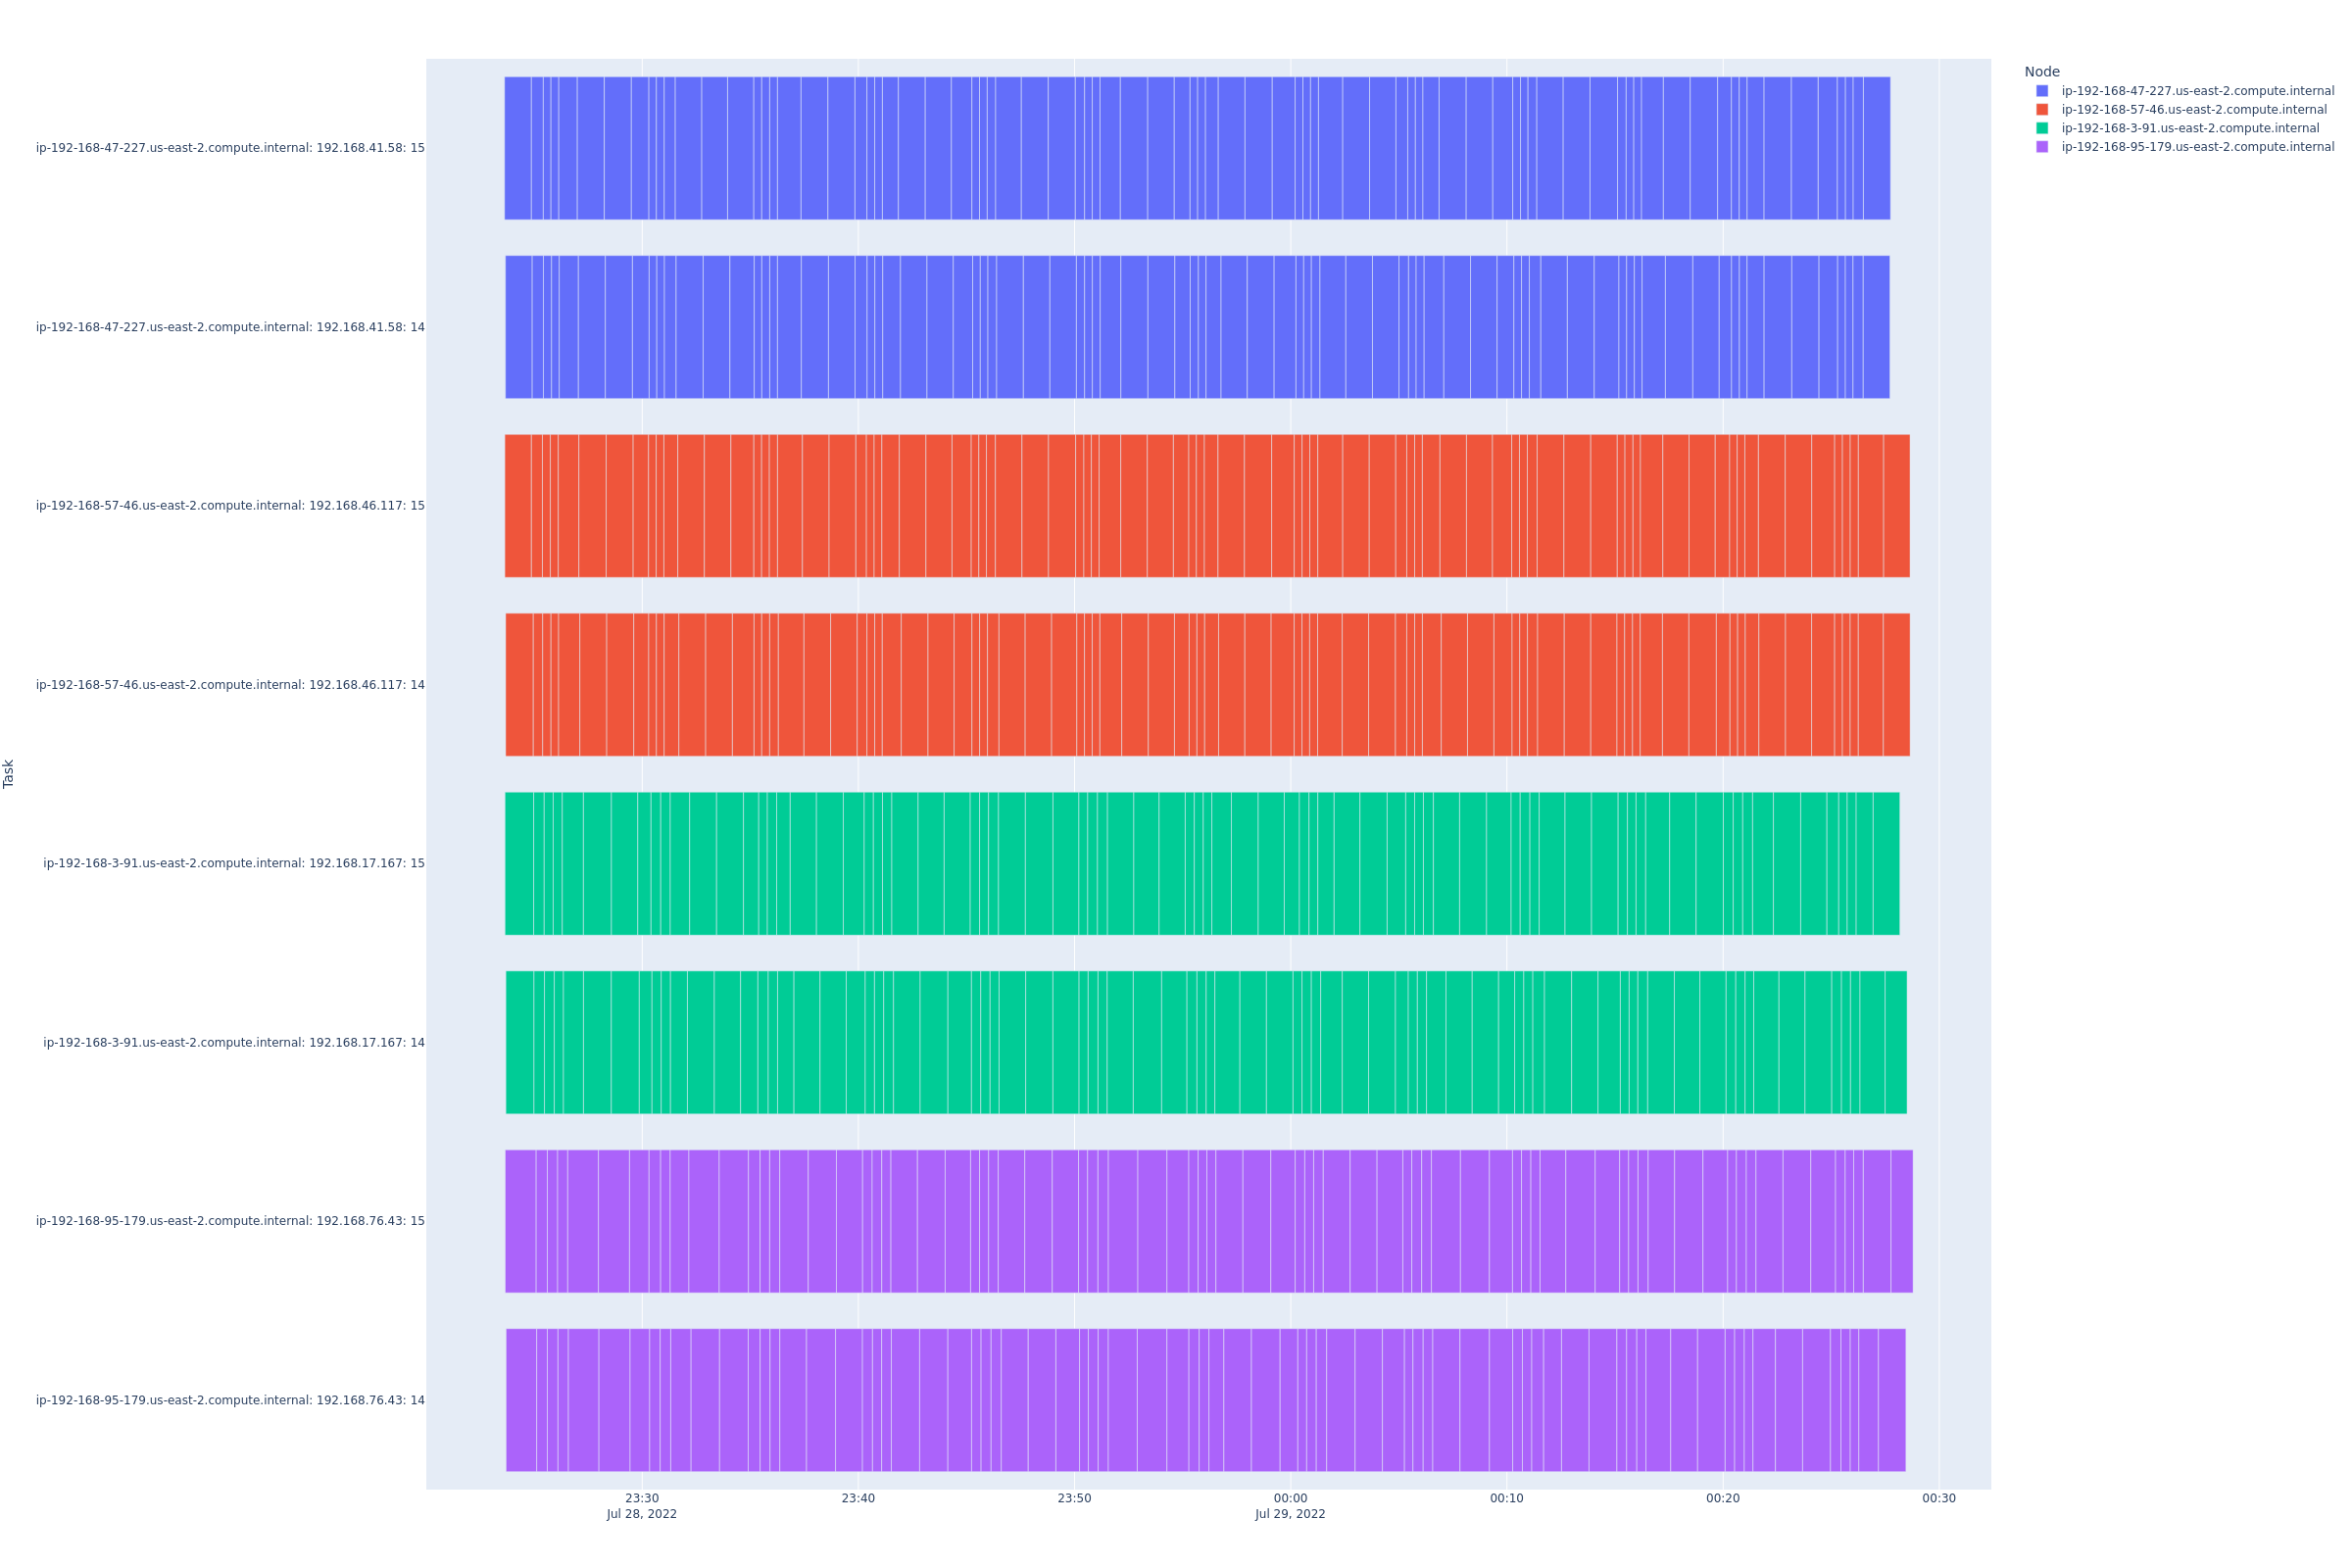 Node
ip-192-168-47-227.us-east-2.compute.internal
ip-192-168-57-46.us-east-2.compute.internal
ip-192-168-3-91.us-east-2.compute.internal
ip-192-168-95-179.us-east-2.compute.internal
ip-192-168-47-227.us-east-2.compute.internal: 192.168.41.58: 15
ip-192-168-47-227.us-east-2.compute.internal: 192.168.41.58: 14
ip-192-168-57-46.us-east-2.compute.internal: 192.168.46.117: 15
ip-192-168-57-46.us-east-2.compute.internal: 192.168.46.117: 14
Task
ip-192-168-3-91.us-east-2.compute.internal: 192.168.17.167: 15
ip-192-168-3-91.us-east-2.compute.internal: 192.168.17.167: 14
ip-192-168-95-179.us-east-2.compute.internal: 192.168.76.43: 15
ip-192-168-95-179.us-east-2.compute.internal: 192.168.76.43: 14
23:30 23:40 23:50 00:00 00:10 00:20 00:30
Jul 28, 2022 Jul 29, 2022